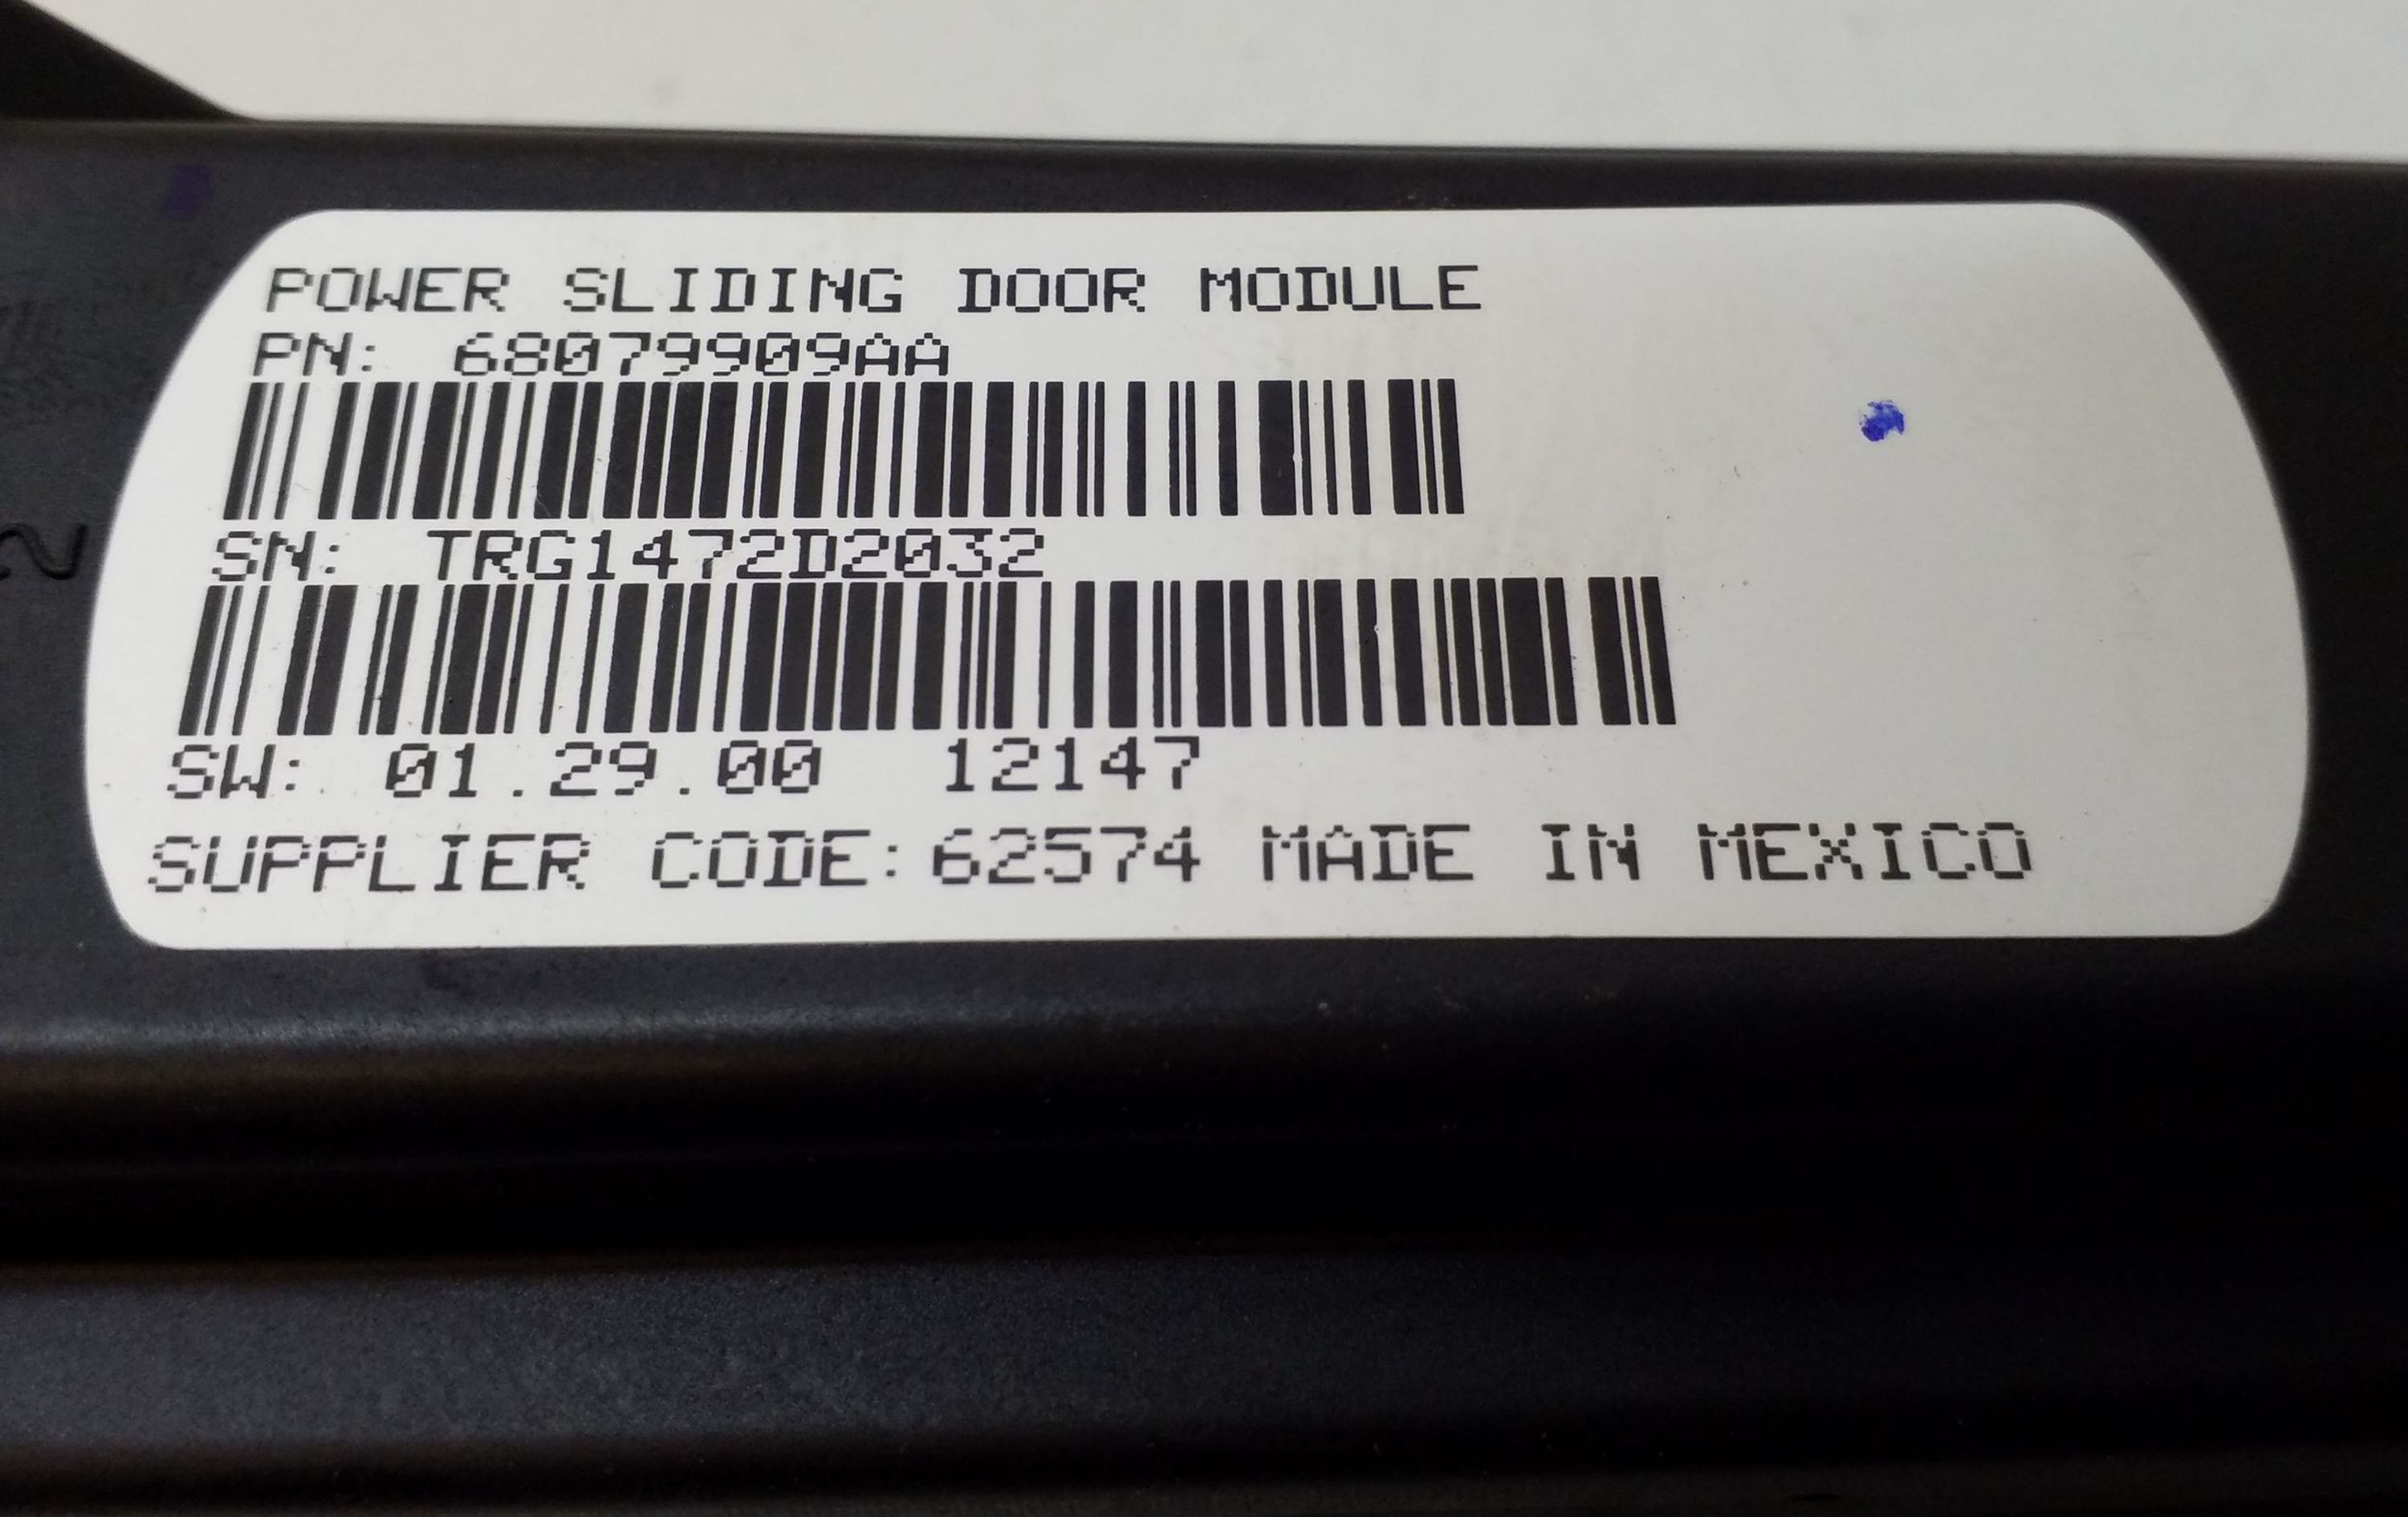 POWER SLIDING DOOR MODULE
PN: 68079909AA
SN: TRG1472D2032
SW: 01.29.00 12147
SUPPLIER CODE:62574 MADE IN MEXICO
2